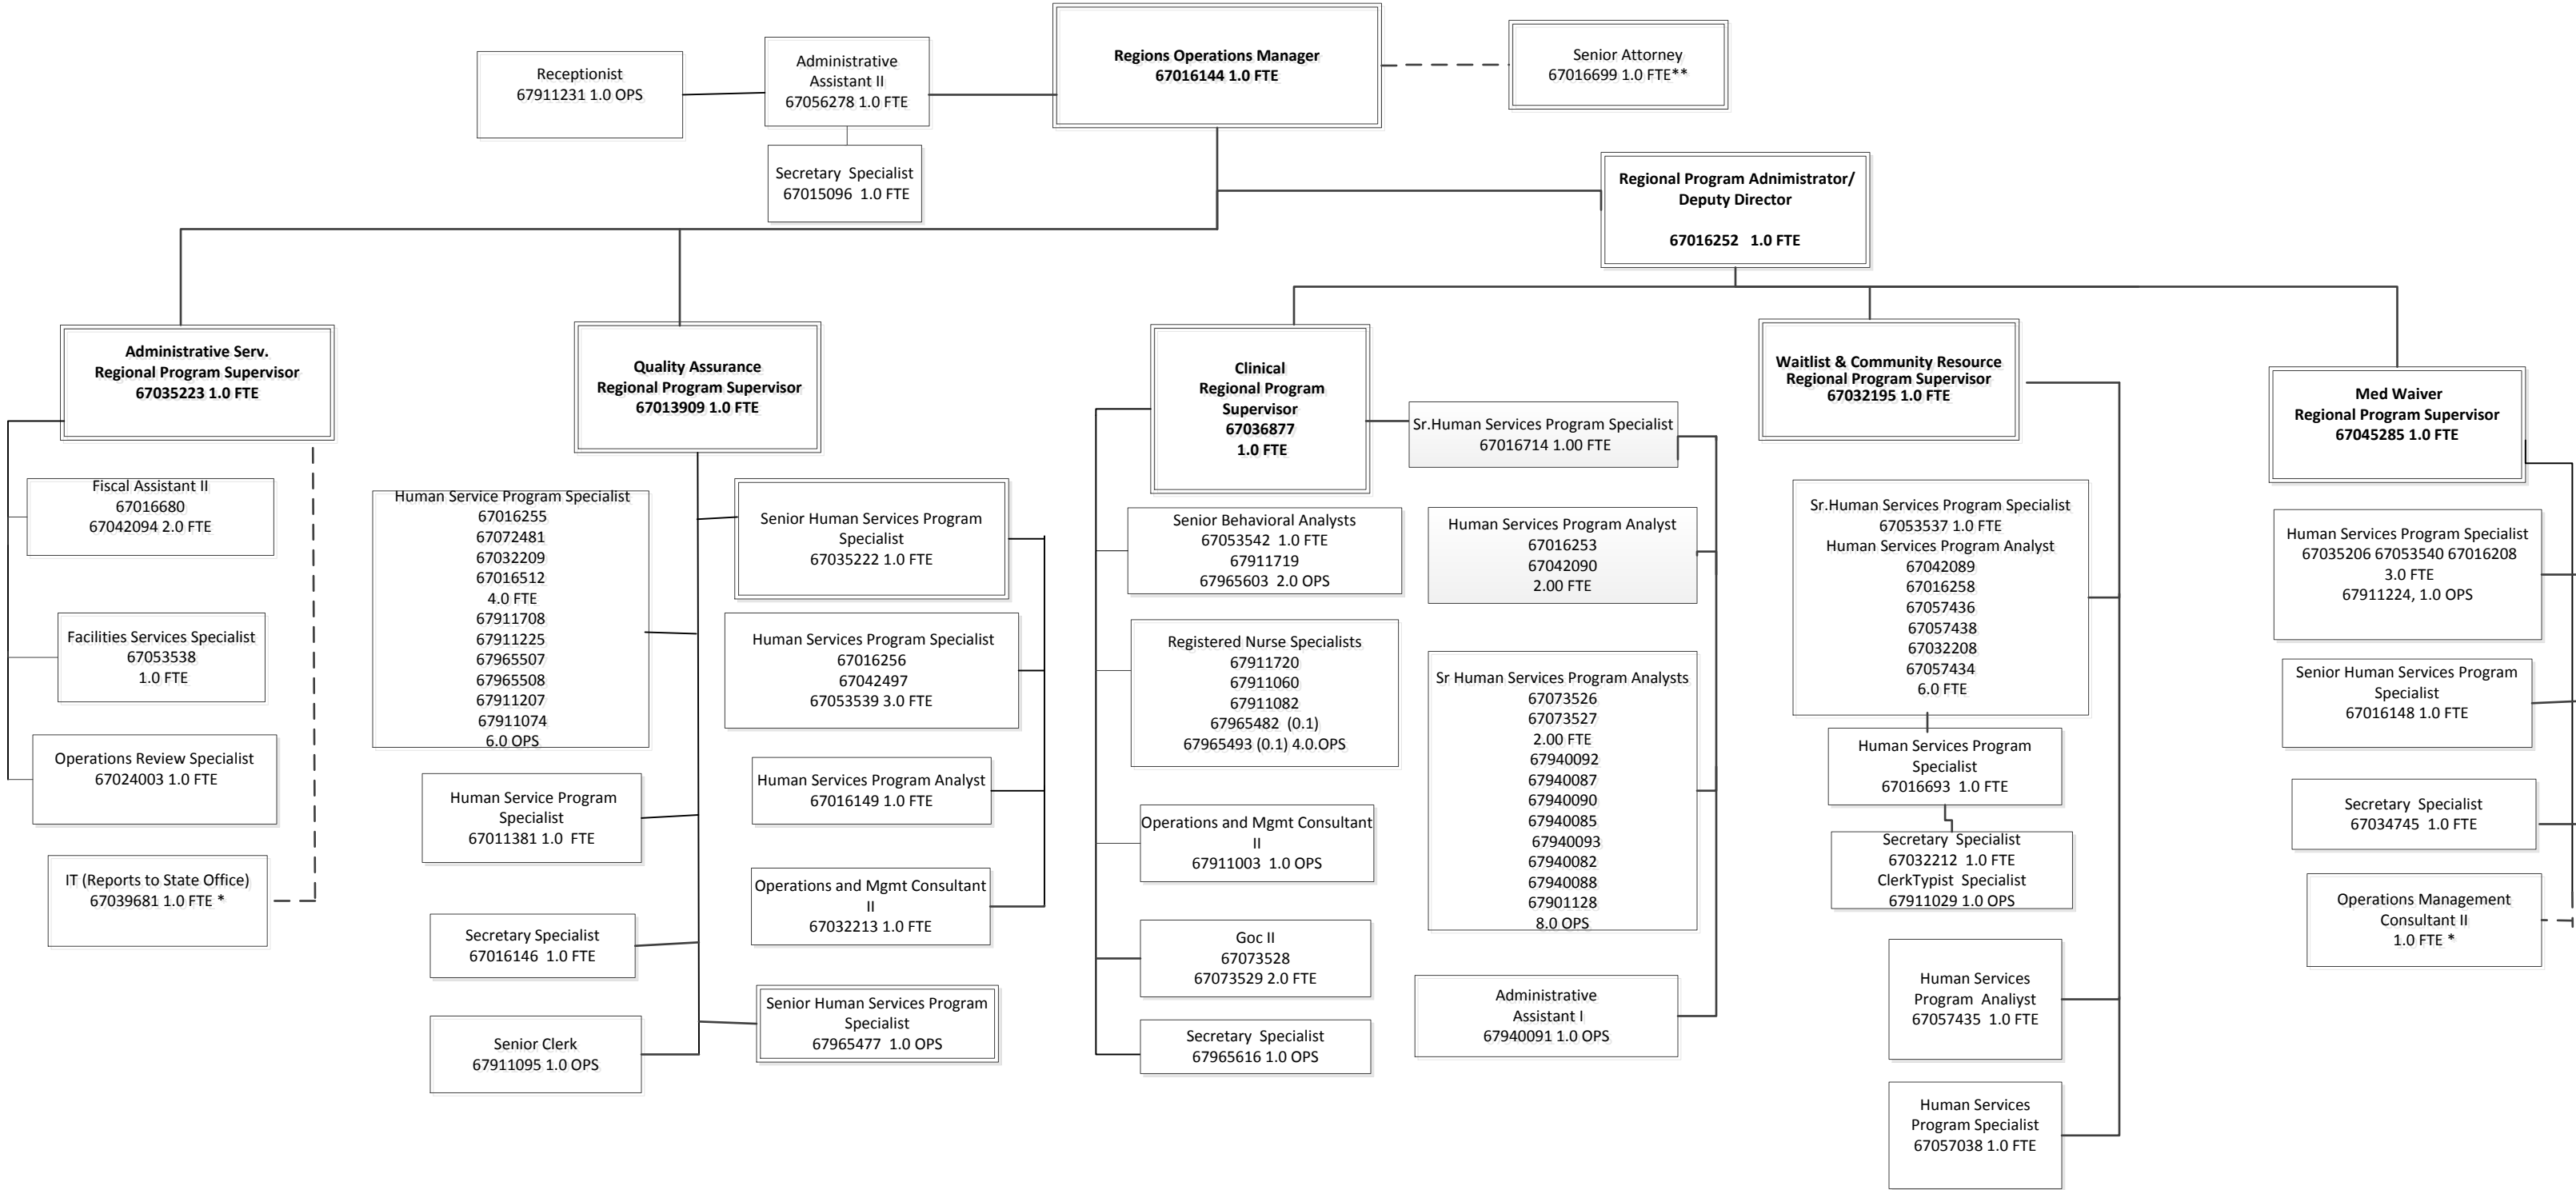 Regions Operations Manager
67016144 1.0 FTE
Senior Attorney
67016699 1.0 FTE**
Administrative
Assistant II
67056278 1.0 FTE
Receptionist
67911231 1.0 OPS
Secretary  Specialist
67015096  1.0 FTE
Regional Program Adnimistrator/
Deputy Director
67016252   1.0 FTE
Administrative Serv.
Regional Program Supervisor
67035223 1.0 FTE
Fiscal Assistant II
67016680
67042094 2.0 FTE
Facilities Services Specialist
67053538
1.0 FTE
Operations Review Specialist
67024003 1.0 FTE
IT (Reports to State Office)
67039681 1.0 FTE *
Quality Assurance
Regional Program Supervisor
67013909 1.0 FTE
Human Service Program Specialist
67016255
67072481
67032209
67016512
4.0 FTE
67911708
67911225
67965507
67965508
67911207
67911074
6.0 OPS
Human Service Program
Specialist
67011381 1.0  FTE
Secretary Specialist
67016146  1.0 FTE
Senior Clerk
67911095 1.0 OPS
Senior Human Services Program
Specialist
67035222 1.0 FTE
Human Services Program Specialist
67016256
67042497
67053539 3.0 FTE
Human Services Program Analyst
67016149 1.0 FTE
Operations and Mgmt Consultant
II
67032213 1.0 FTE
Senior Human Services Program
Specialist
67965477  1.0 OPS
Clinical
Regional Program
Supervisor
67036877
1.0 FTE
Senior Behavioral Analysts
67053542  1.0 FTE
67911719
67965603  2.0 OPS
Registered Nurse Specialists
67911720
67911060
67911082
67965482  (0.1)
67965493 (0.1) 4.0.OPS
Operations and Mgmt Consultant
II
67911003  1.0 OPS
Goc II
67073528
67073529 2.0 FTE
Secretary  Specialist
67965616 1.0 OPS
Sr.Human Services Program Specialist
67016714 1.00 FTE
Human Services Program Analyst
67016253
67042090
2.00 FTE
Sr Human Services Program Analysts
67073526
67073527
2.00 FTE
67940092
67940087
67940090
67940085
67940093
67940082
67940088
67901128
8.0 OPS
Administrative
Assistant I
67940091 1.0 OPS
Waitlist & Community Resource
Regional Program Supervisor
67032195 1.0 FTE
Sr.Human Services Program Specialist
67053537 1.0 FTE
Human Services Program Analyst
67042089
67016258
67057436
67057438
67032208
67057434
6.0 FTE
Human Services Program
Specialist
67016693  1.0 FTE
Secretary  Specialist
67032212  1.0 FTE
ClerkTypist  Specialist
67911029 1.0 OPS
Human Services
Program  Analiyst
67057435  1.0 FTE
Human Services
Program Specialist
67057038 1.0 FTE
Med Waiver
Regional Program Supervisor
67045285 1.0 FTE
Human Services Program Specialist
67035206 67053540 67016208
3.0 FTE
67911224, 1.0 OPS
Senior Human Services Program
Specialist
67016148 1.0 FTE
Secretary  Specialist
67034745  1.0 FTE
Operations Management
Consultant II
1.0 FTE *